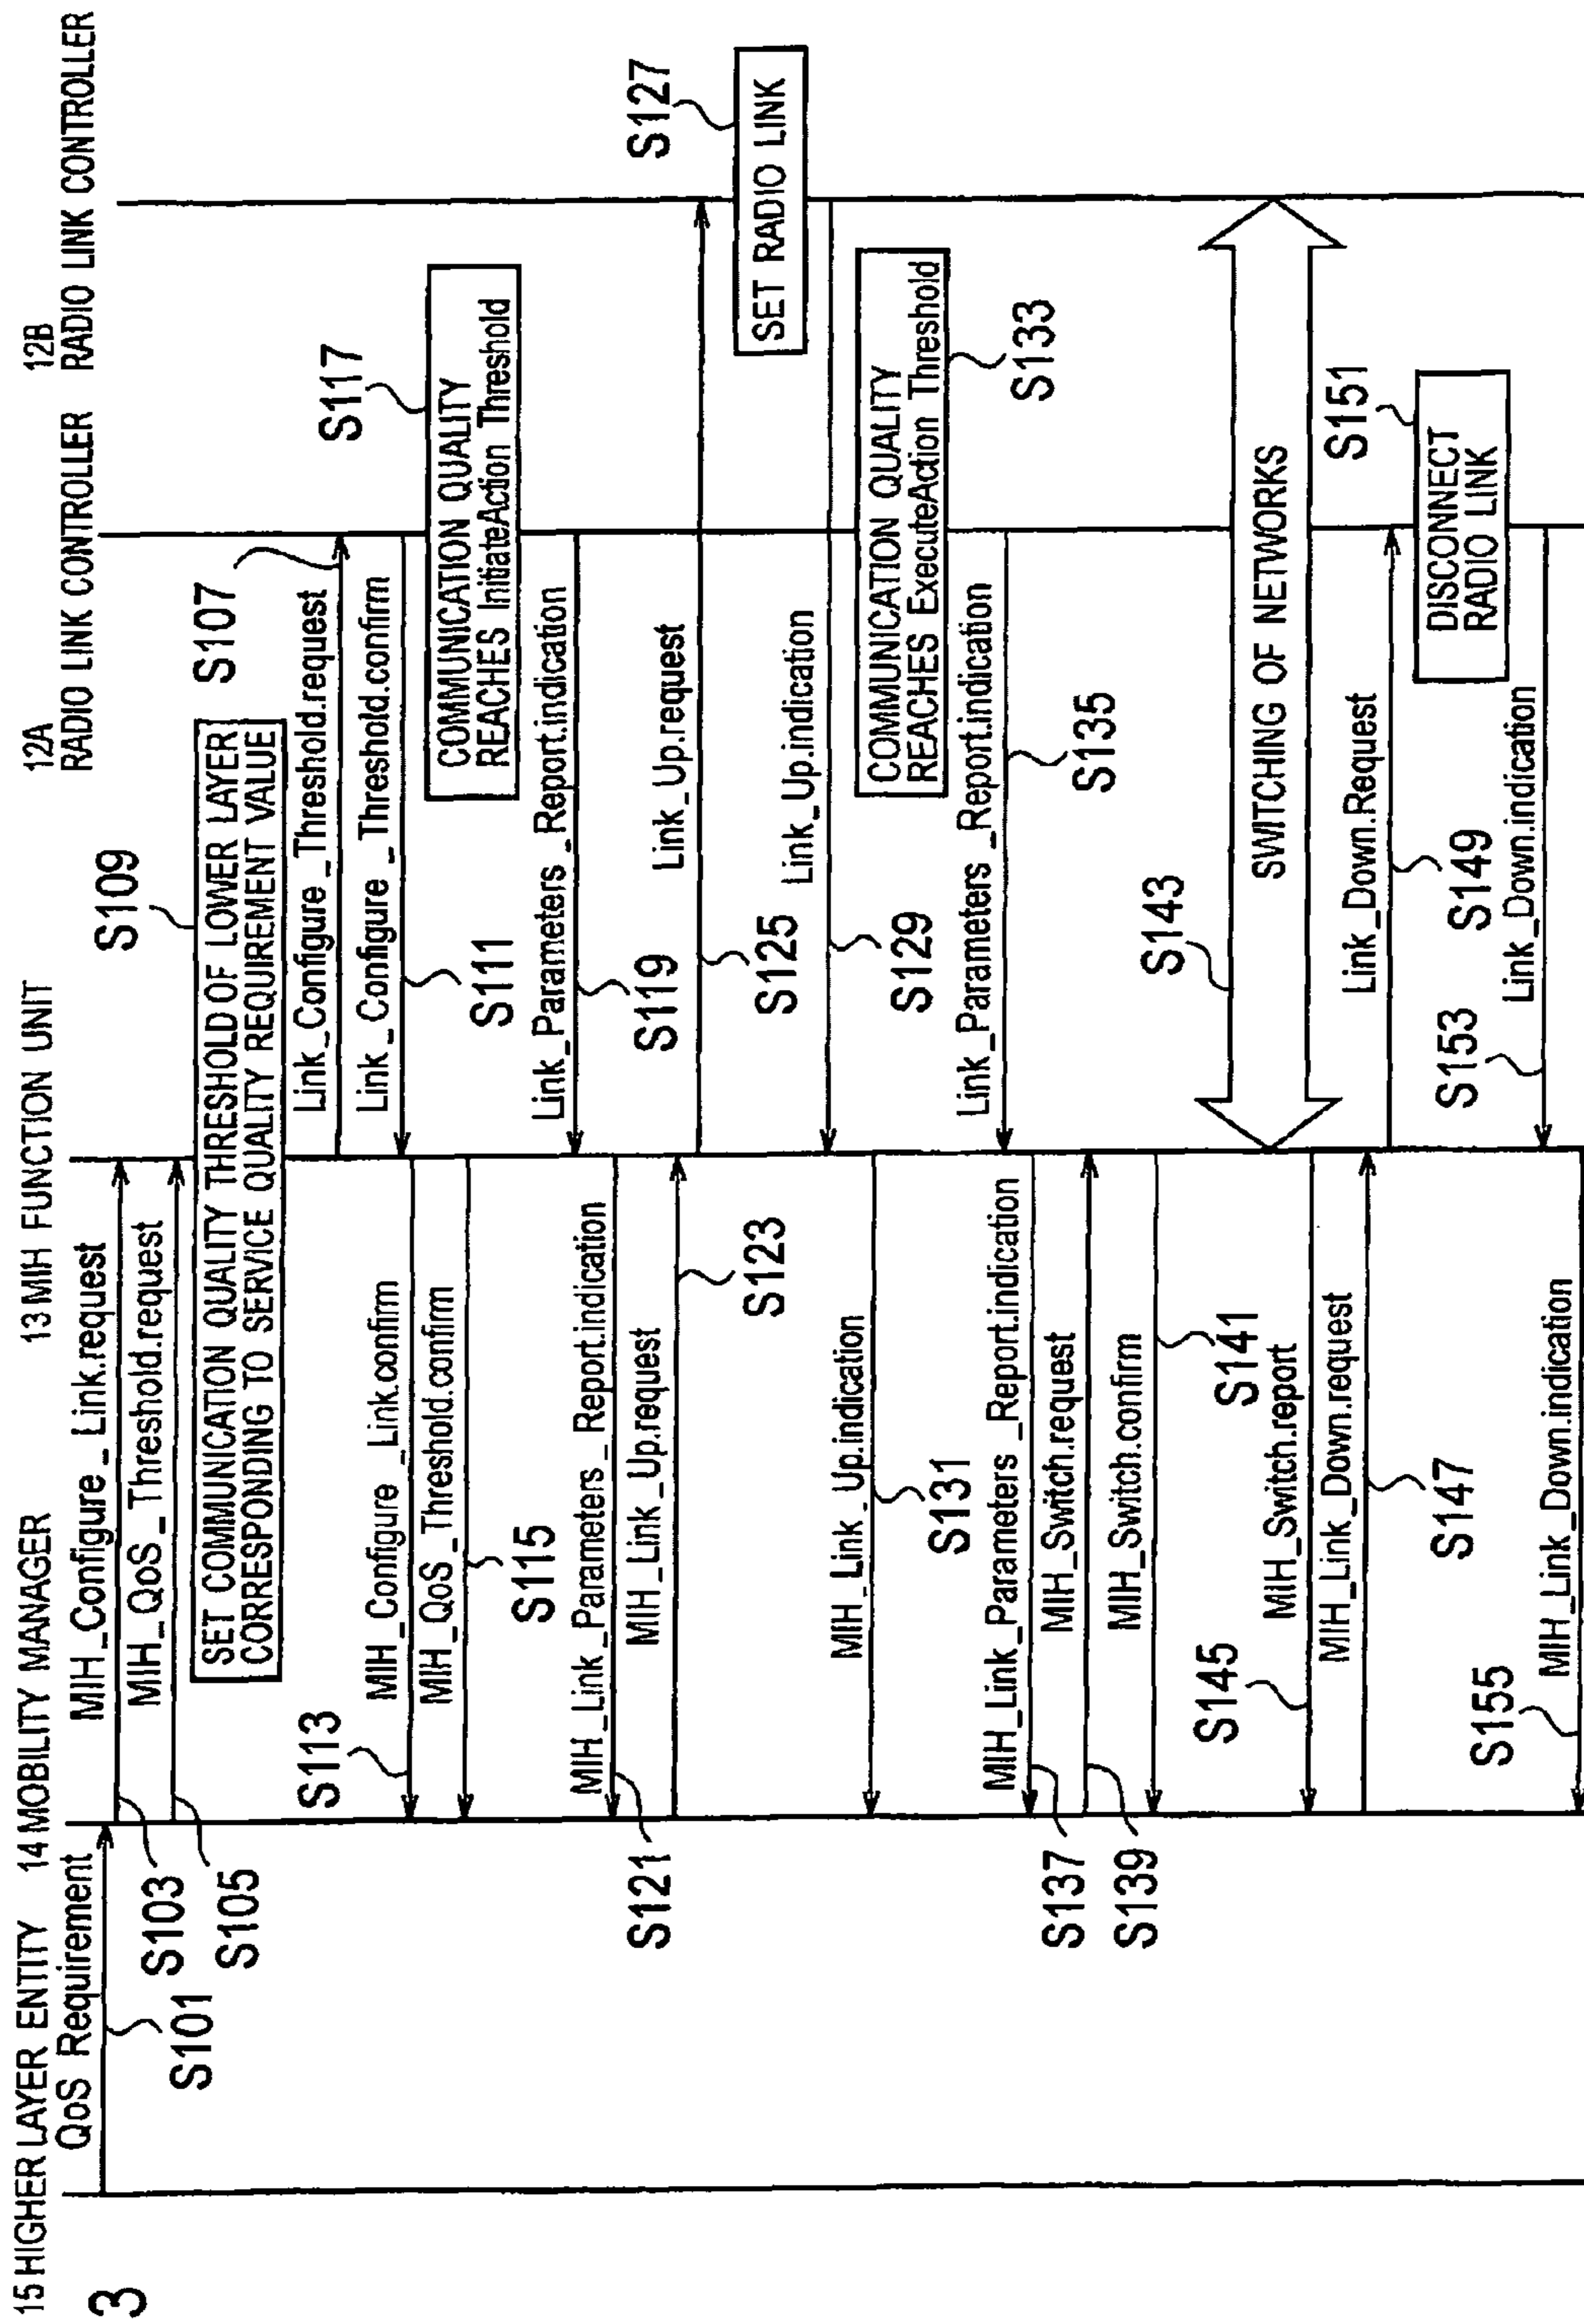 3
15 HIGHER LAYER ENTITY
14 MOBILITY MANAGER
13 MIH FUNCTION UNIT
12A
RADIO LINK CONTROLLER
12B
RADIO LINK CONTROLLER
QoS Requirement
S101
MIH_Configure_Link.request
S103
MIH_QoS_Threshold.request
S105
S109
SET COMMUNICATION QUALITY THRESHOLD OF LOWER LAYER
CORRESPONDING TO SERVICE QUALITY REQUIREMENT VALUE
S107
Link_Configure_Threshold.request
Link_Configure_Threshold.confirm
S111
MIH_Configure_Link.confirm
S113
MIH_QoS_Threshold.confirm
S115
S117
COMMUNICATION QUALITY
REACHES InitiateAction Threshold
Link_Parameters_Report.indication
S119
MIH_Link_Parameters_Report.indication
S121
MIH_Link_Up.request
S123
Link_Up.request
S125
S127
SET RADIO LINK
Link_Up.indication
S129
MIH_Link_Up.indication
S131
COMMUNICATION QUALITY
REACHES ExecuteAction Threshold
S133
Link_Parameters_Report.indication
S135
MIH_Link_Parameters_Report.indication
S137
MIH_Switch.request
S139
MIH_Switch.confirm
S141
S143
SWITCHING OF NETWORKS
MIH_Switch.report
S145
MIH_Link_Down.request
S147
Link_Down.Request
S149
S151
DISCONNECT
RADIO LINK
Link_Down.indication
S153
MIH_Link_Down.indication
S155